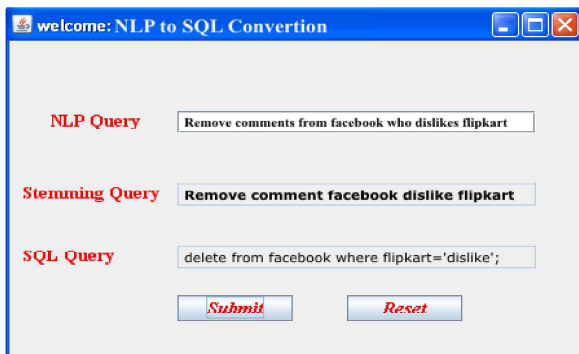 welcome: NLP to SQL Convertion
NLP Query Remove comments from facebook who dislikes flipkart
Stemming Query Remove comment facebook dislike flipkart
SQL Query delete from facebook where flipkart='dislike';
Submit Reset